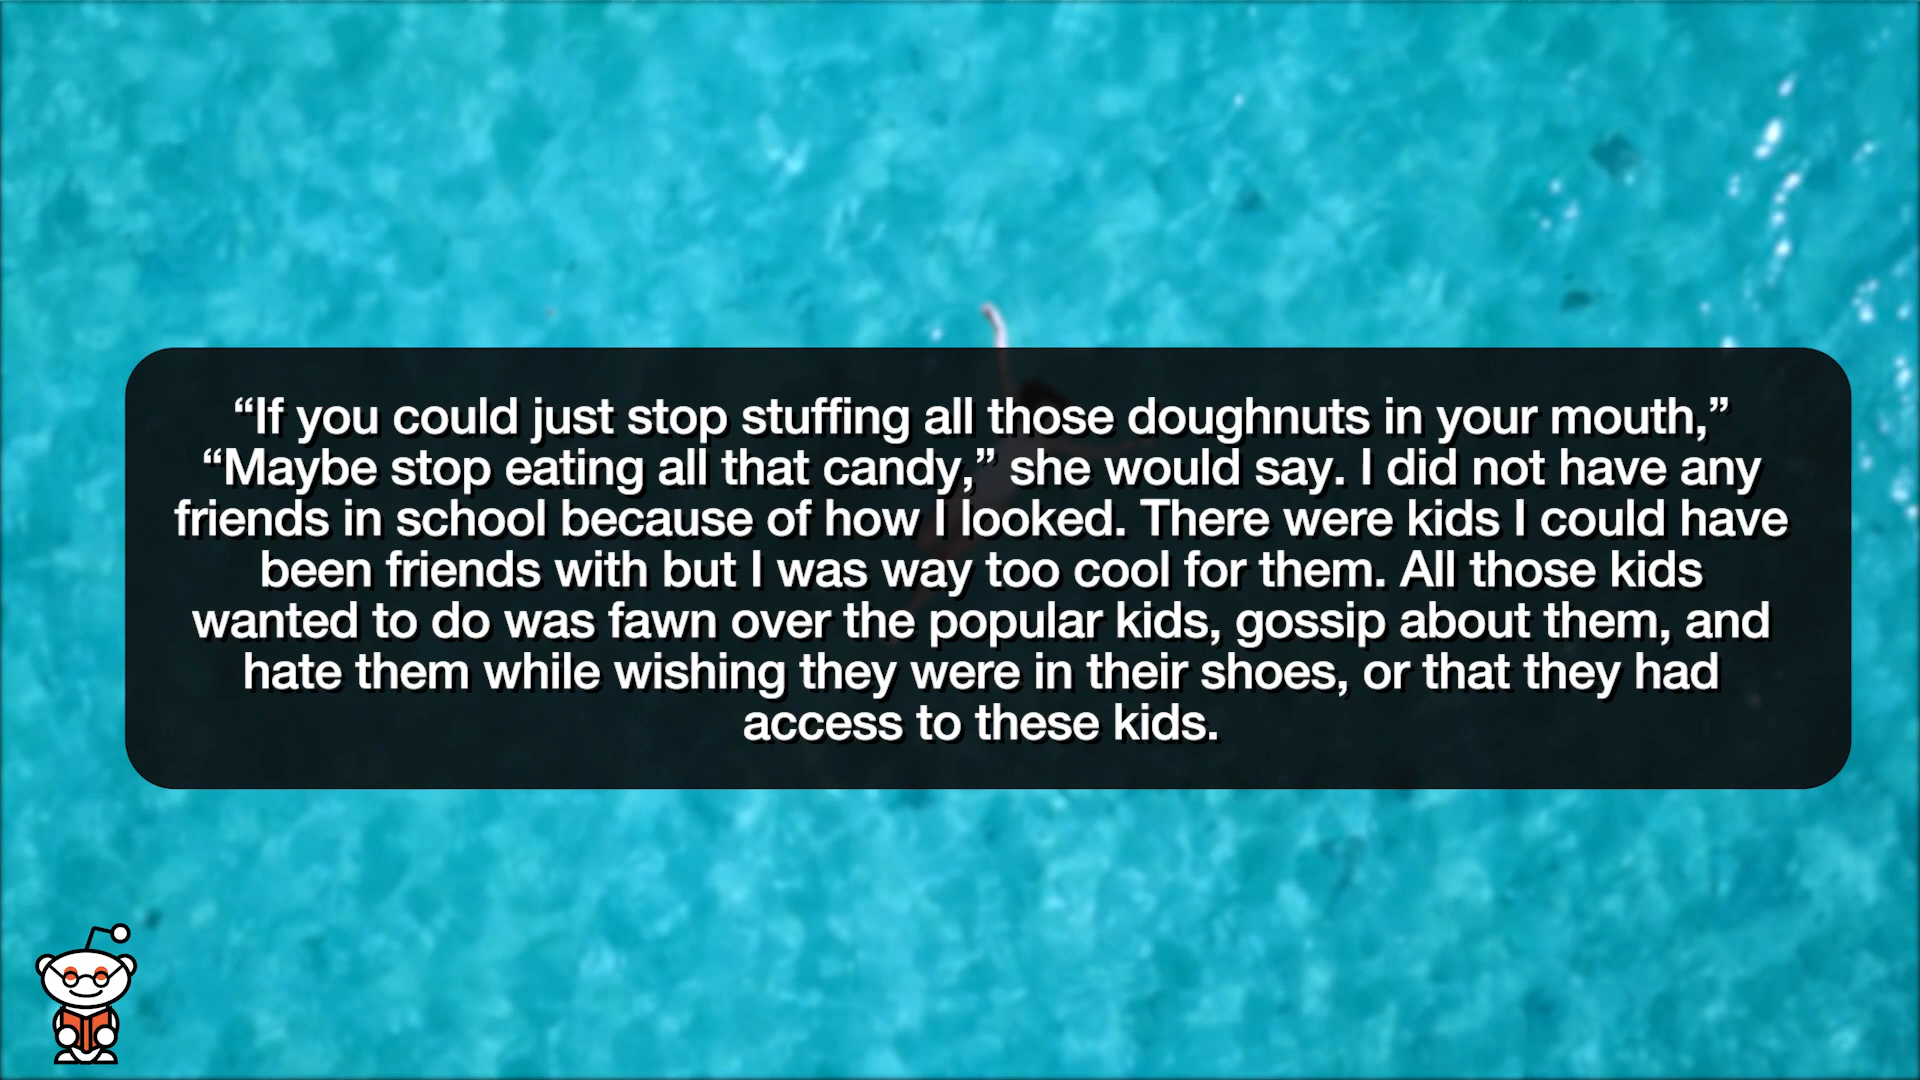 “If you could just stop stuffing all those doughnuts in your mouth,”
“Maybe stop eating all that candy,” she would say. I did not have any
friends in school because of how I looked. There were kids I could have
been friends with but I was way too cool for them. All those kids
wanted to do was fawn over the popular kids, gossip about them, and
hate them while wishing they were in their shoes, or that they had
access to these kids.